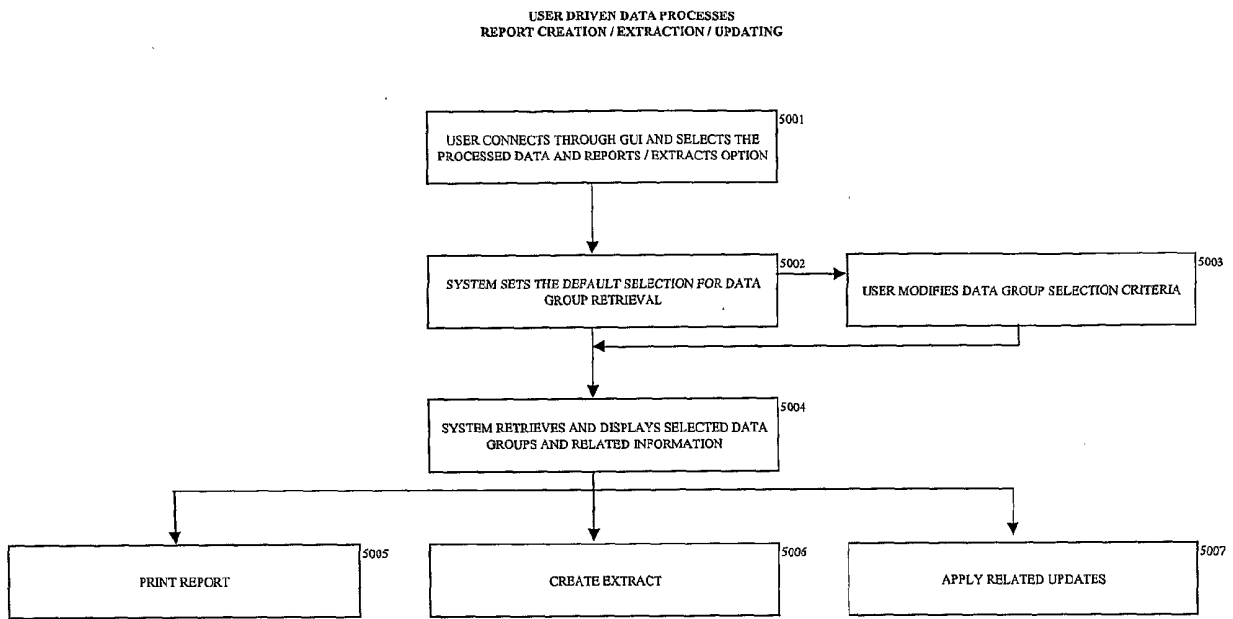 USER DRIVEN DATA PROCESSES
REPORT CREATION / EXTRACTION / UPDATING
5001
USER CONNECTS THROUGH GUI AND SELECTS THE
PROCESSED DATA AND REPORTS / EXTRACTS OPTION
5002
SYSTEM SETS THE DEFAULT SELECTION FOR DATA
GROUP RETRIEVAL
5003
USER MODIFIES DATA GROUP SELECTION CRITERIA
5004
SYSTEM RETRIEVES AND DISPLAYS SELECTED DATA
GROUPS AND RELATED INFORMATION
5005
PRINT REPORT
5006
CREATE EXTRACT
5007
APPLY RELATED UPDATES